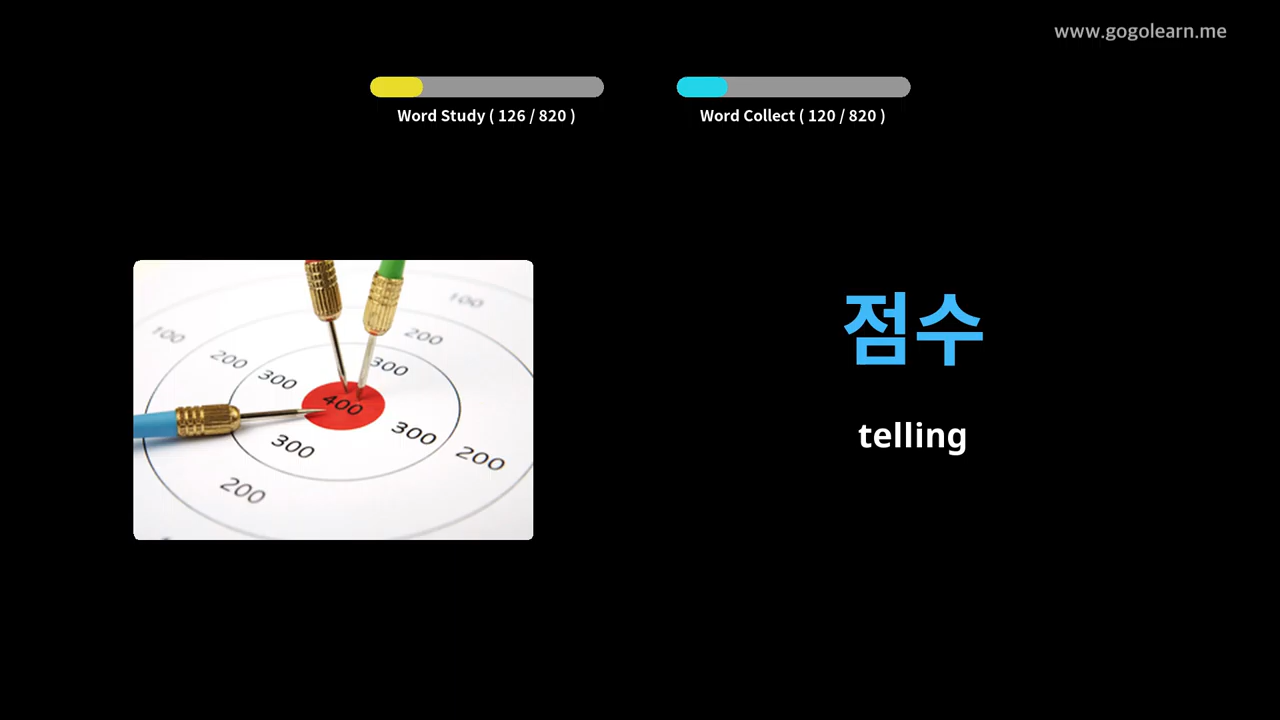 www.gogolearn.me
Word Study ( 126 / 820 )
Word Collect ( 120 / 820 )
점수
telling
100
100
200
200
300
300
400
300
300
200
200